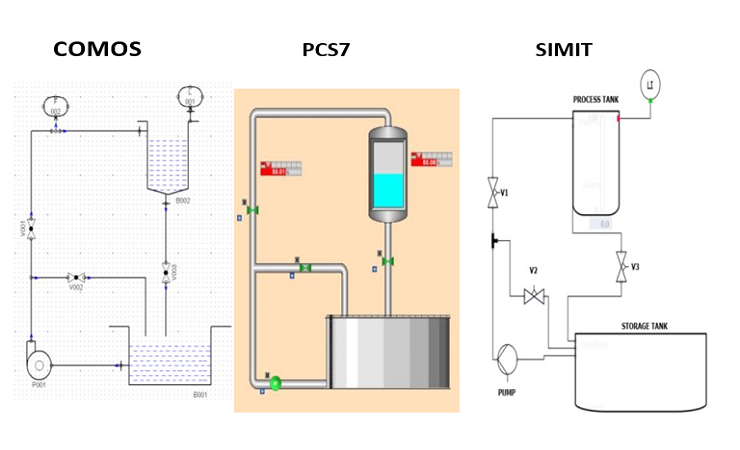 COMOS
PCS7
SIMIT
F
002
L
001
B002
V001
V003
V002
P001
B001
50.01
50.00
PROCESS TANK
LI
V1
0.0
V2
V3
STORAGE TANK
PUMP